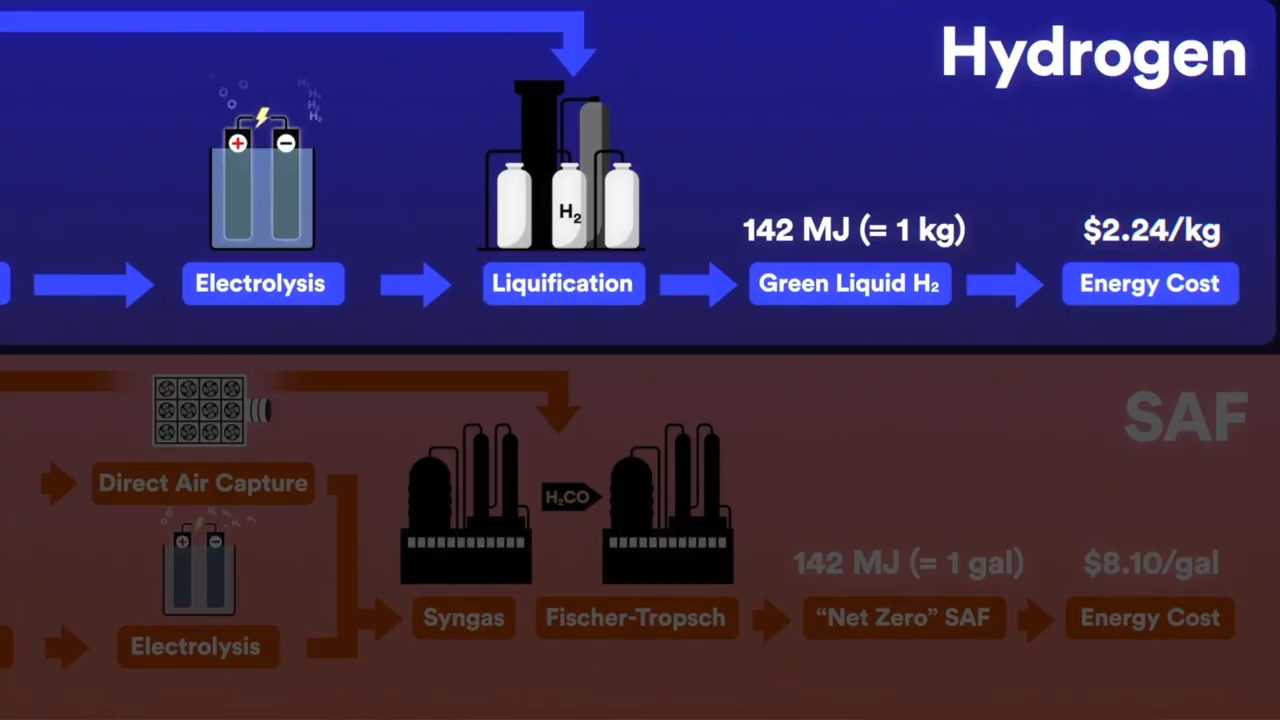 Hydrogen
H₂
142 MJ (= 1 kg)
$2.24/kg
Electrolysis
Liquification
Green Liquid H₂
Energy Cost
SAF
Direct Air Capture
H₂CO
142 MJ (= 1 gal)
$8.10/gal
Syngas
Fischer-Tropsch
“Net Zero” SAF
Energy Cost
Electrolysis